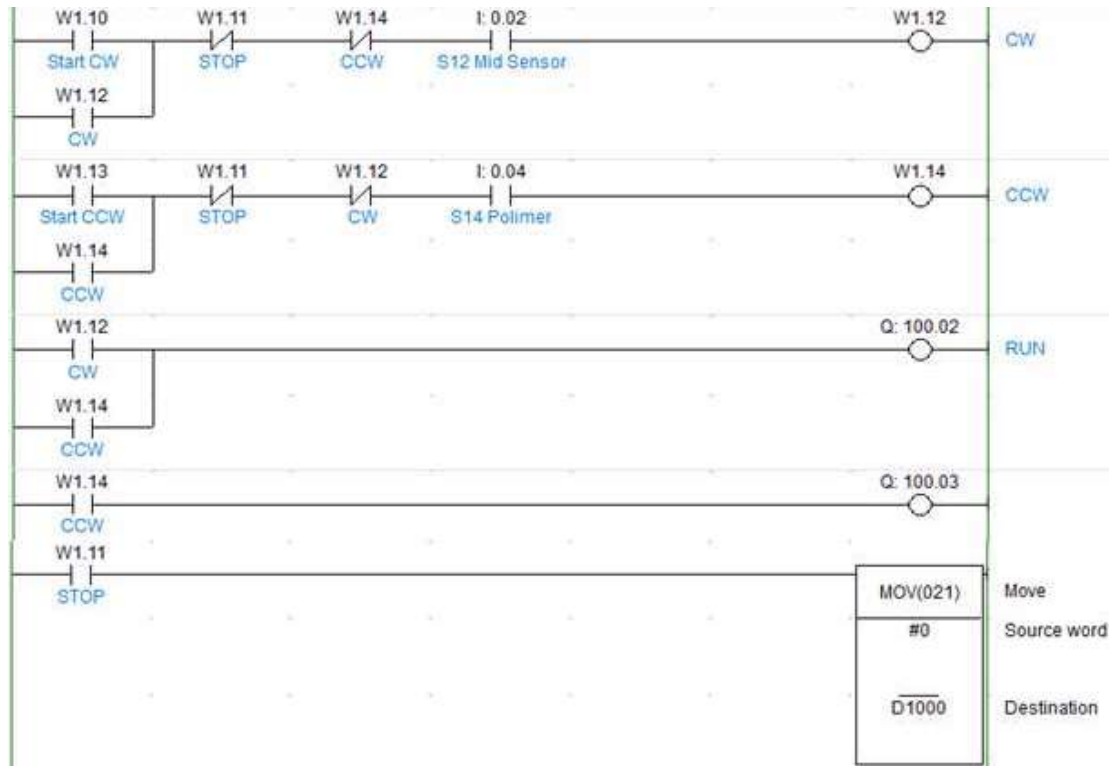 W1.10 W1.11 W1.14 I: 0.02 W1.12
CW
Start CW STOP CCW S12 Mid Sensor
W1.12
CW
W1.13 W1.11 W1.12 I: 0.04 W1.14
CCW
Start CCW STOP CW S14 Polimer
W1.14
CCW
W1.12 Q: 100.02
RUN
CW
W1.14
CCW
W1.14 Q: 100.03
CCW
W1.11
STOP
MOV(021) Move
#0 Source word
D1000 Destination